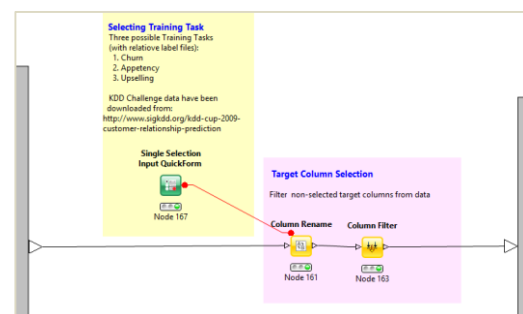 Selecting Training Task
Three possible Training Tasks
(with relatiove label files):
1. Churn
2. Appetency
3. Upselling
KDD Challenge data have been
downloaded from:
http://www.sigkdd.org/kdd-cup-2009-
customer-relationship-prediction
Single Selection
Input QuickForm
Node 167
Target Column Selection
Filter non-selected target columns from data
Column Rename
Column Filter
Node 161
Node 163